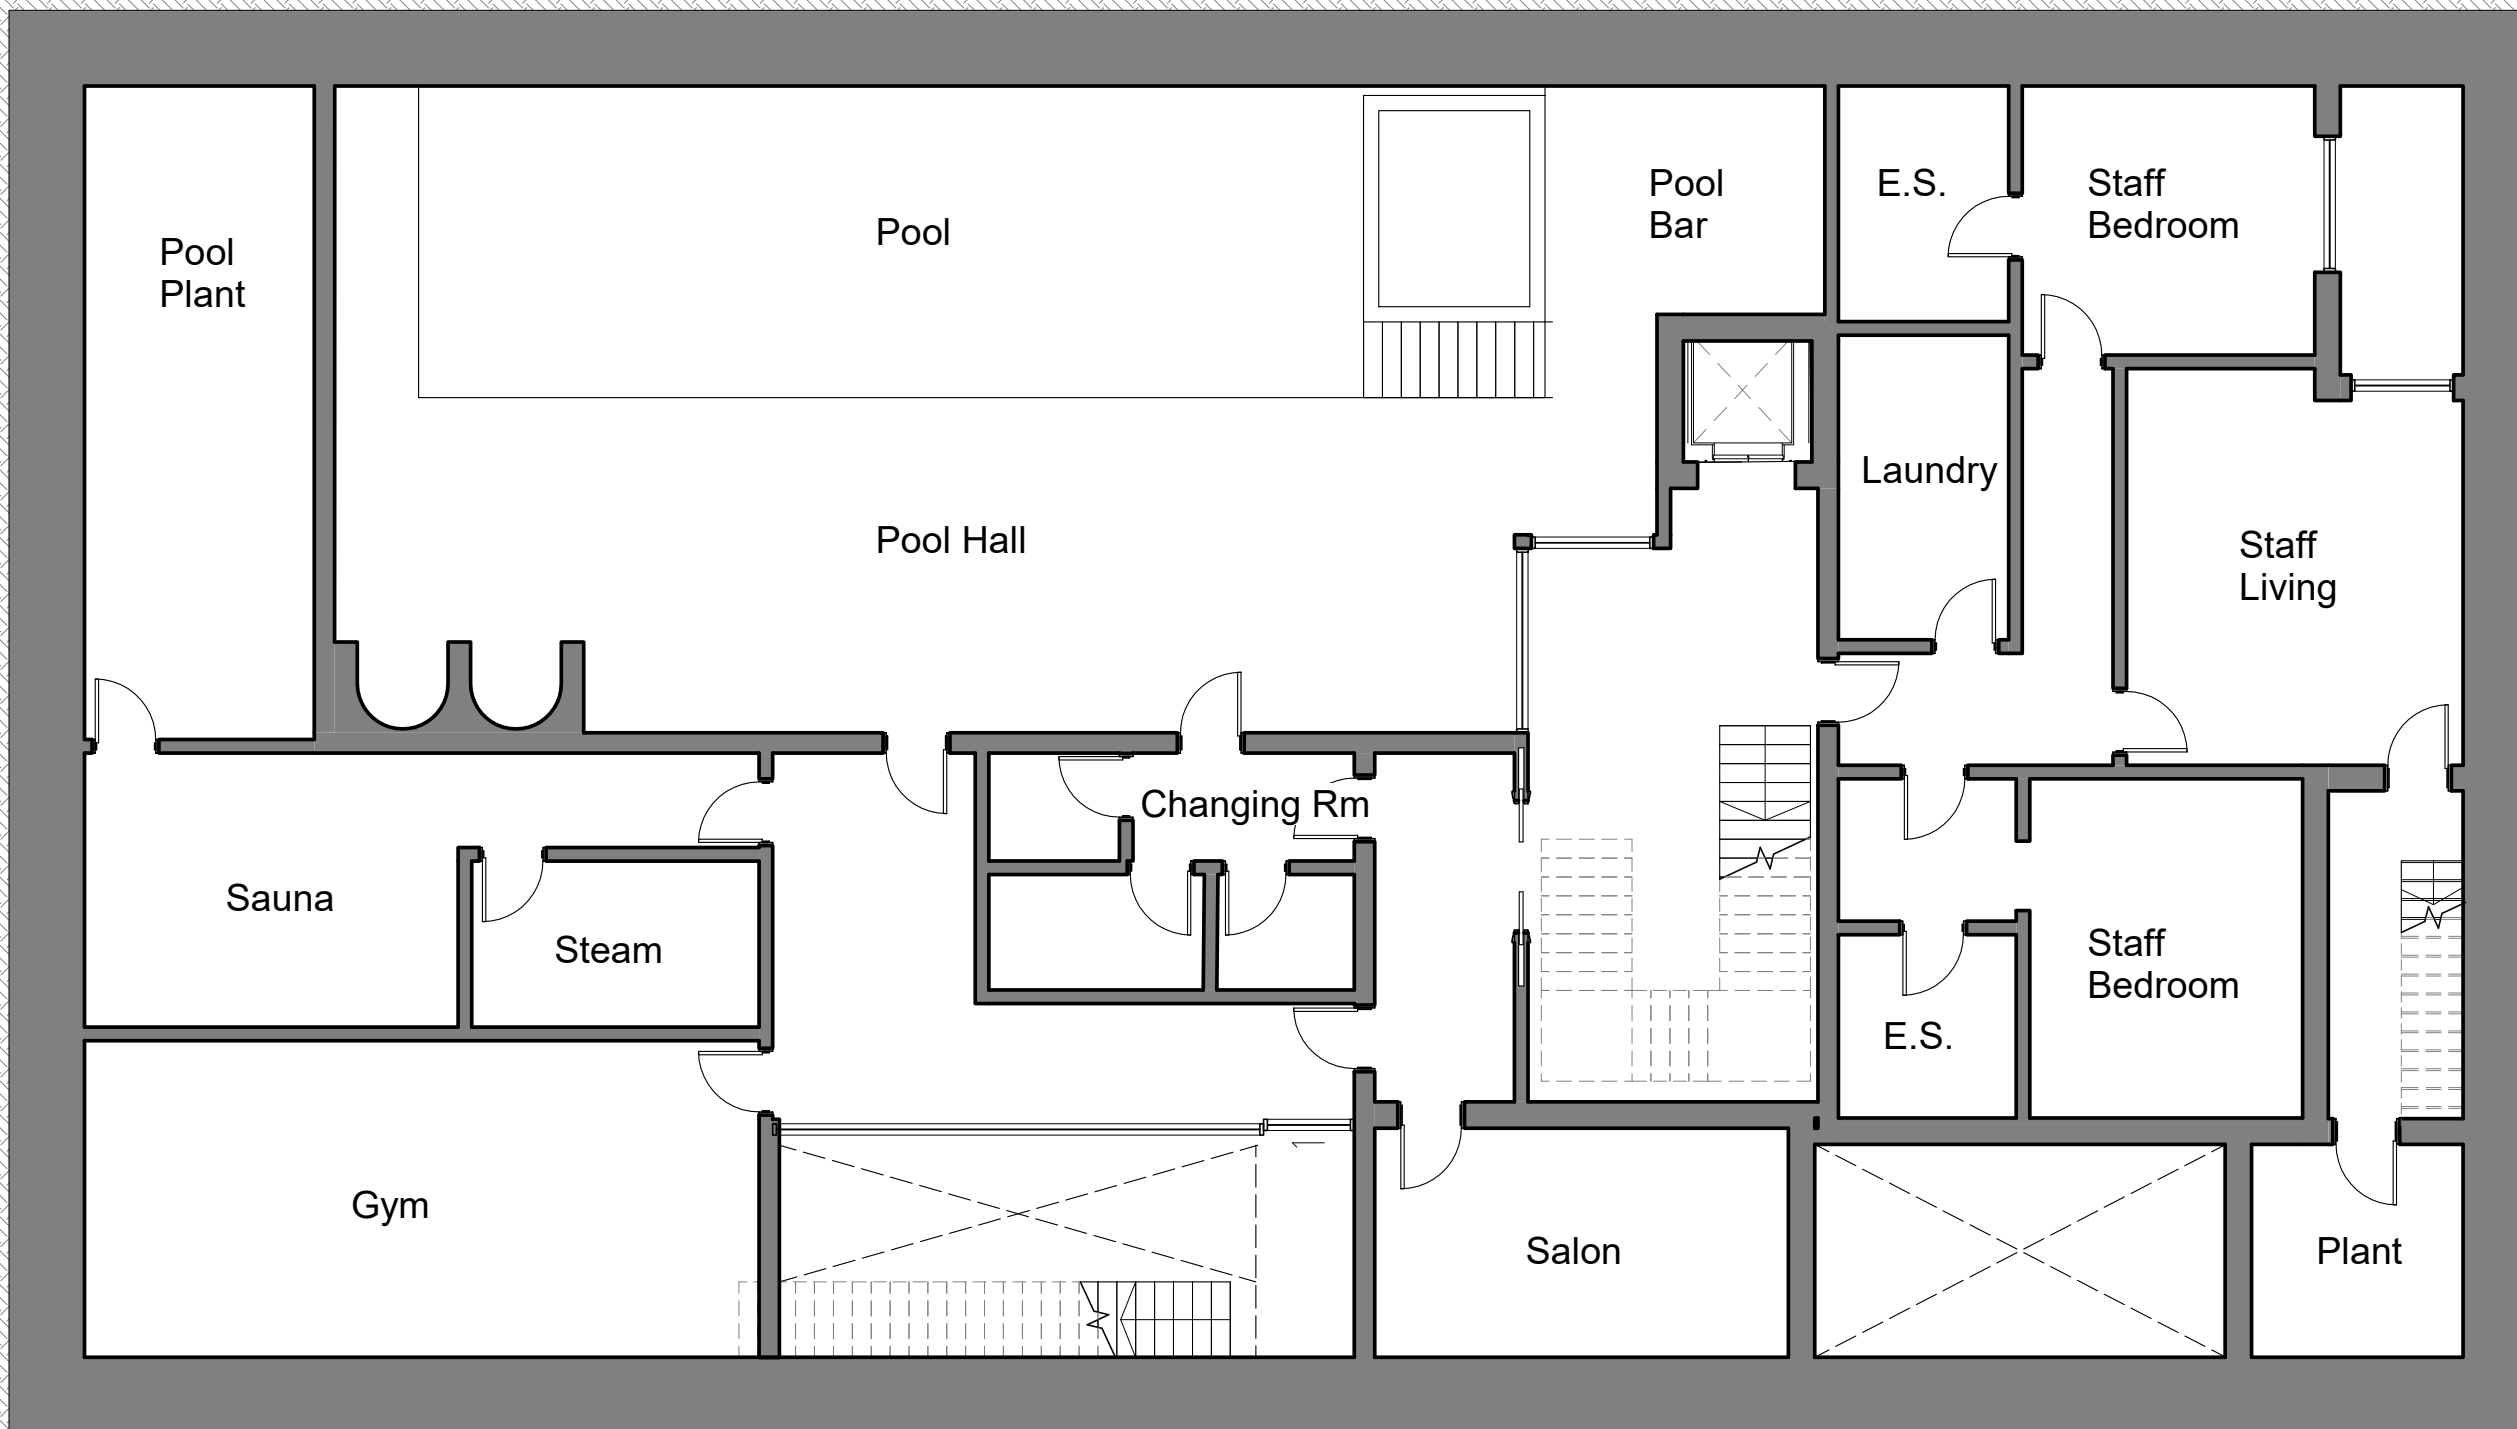 Pool
Plant
Pool
Pool
Bar
E.S.
Staff
Bedroom
Laundry
Pool Hall
Staff
Living
Changing Rm
Sauna
Steam
Staff
Bedroom
E.S.
Gym
Salon
Plant